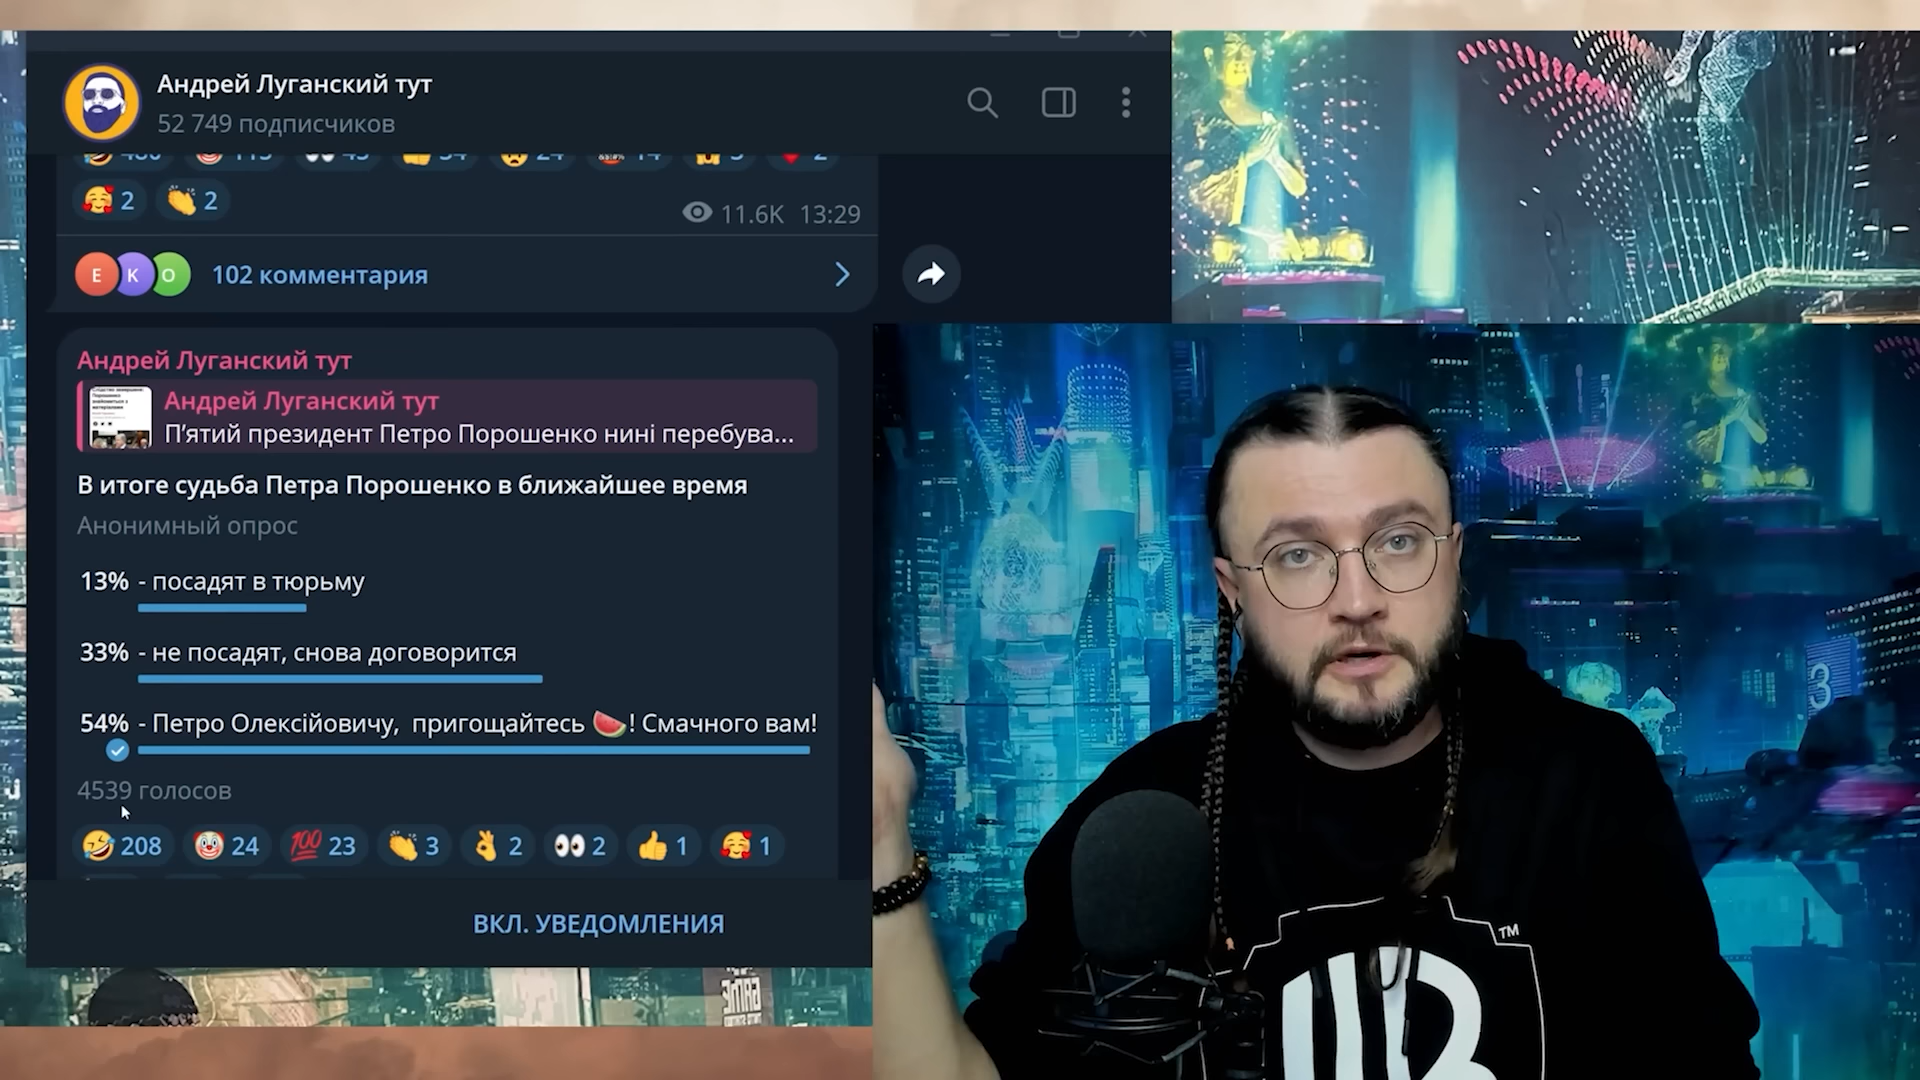 Андрей Луганский тут
52 749 подписчиков
2 2
11.6K 13:29
E K O 102 комментария
Андрей Луганский тут
Андрей Луганский тут
П'ятий президент Петро Порошенко нині перебува...
В итоге судьба Петра Порошенко в ближайшее время
Анонимный опрос
13% - посадят в тюрьму
33% - не посадят, снова договорится
54% - Петро Олексійовичу, пригощайтесь 🍉! Смачного вам!
4539 голосов
🤣 208 🤡 24 💯 23 👏 3 👌 2 👀 2 👍 1 🥰 1
ВКЛ. УВЕДОМЛЕНИЯ
TM
3